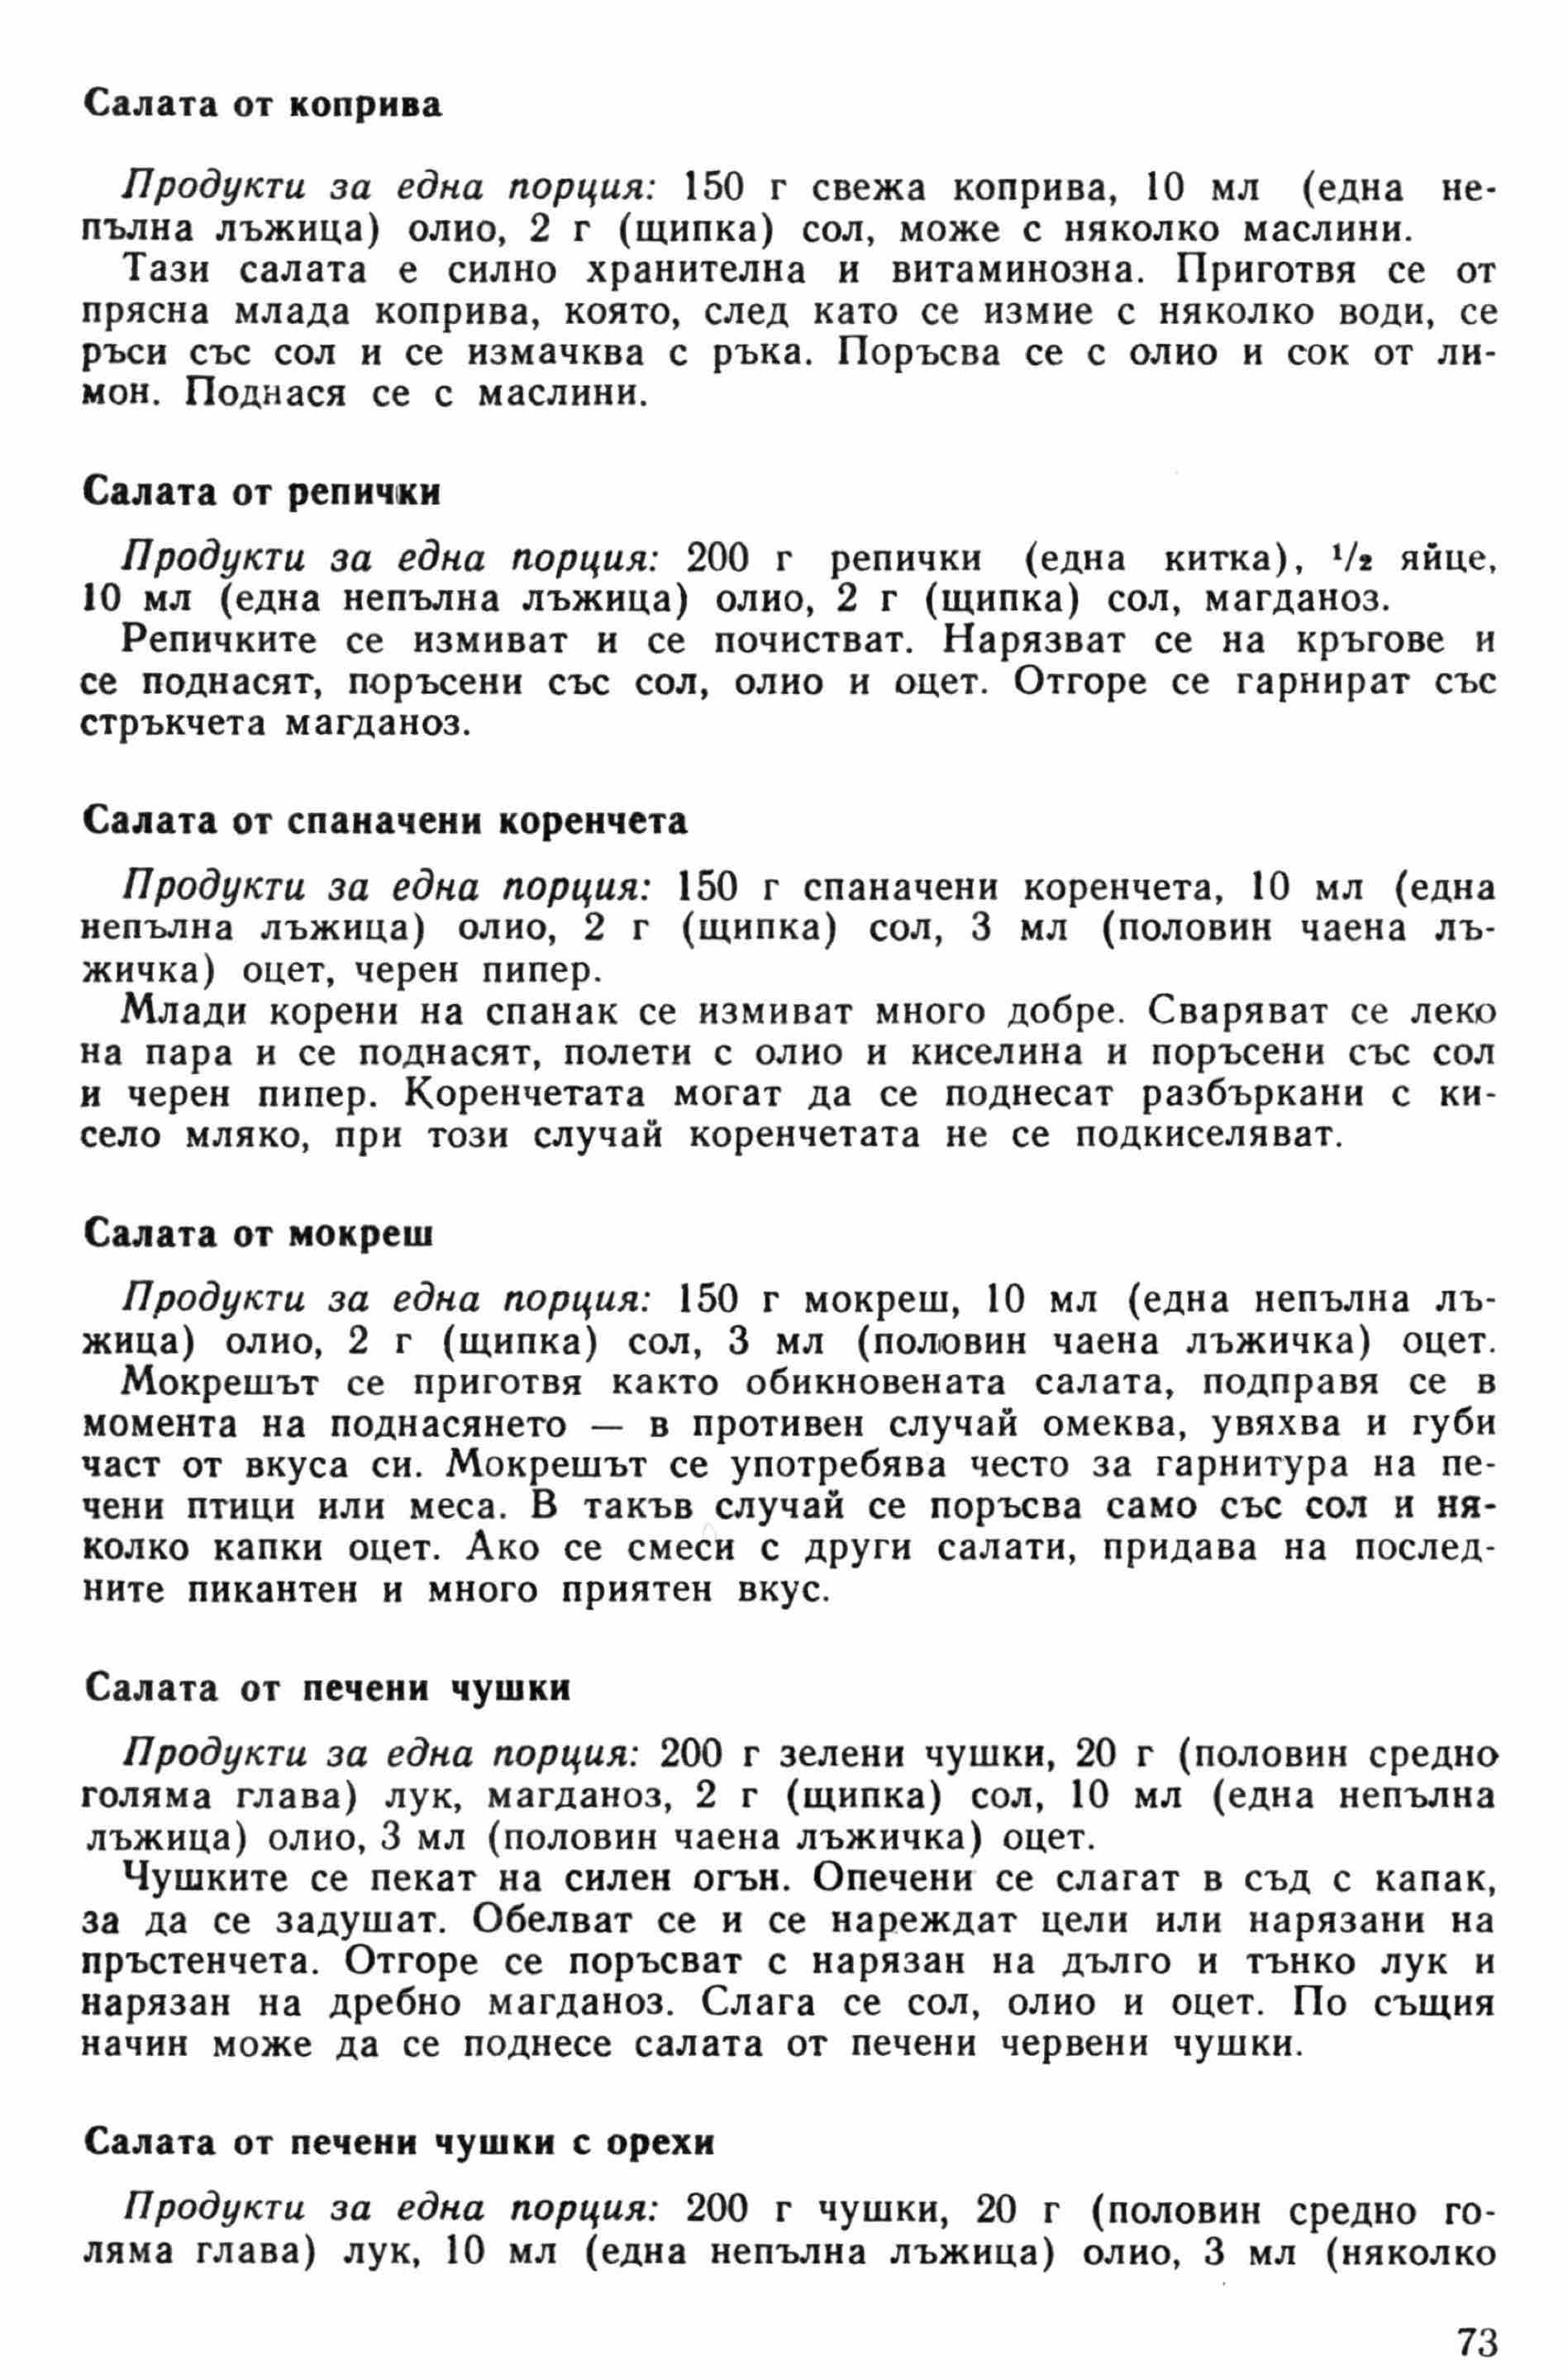 Салата от коприва
Продукти за една порция: 150 г свежа коприва, 10 мл (една не-
пълна лъжица) олио, 2 г (щипка) сол, може с няколко маслини.
Тази салата е силно хранителна и витаминозна. Приготвя се от
прясна млада коприва, която, след като се измие с няколко води, се
ръси със сол и се измачква с ръка. Поръсва се с олио и сок от ли-
мон. Поднася се с маслини.
Салата от репички
Продукти за една порция: 200 г репички (една китка), 1/2 яйце,
10 мл (една непълна лъжица) олио, 2 г (щипка) сол, магданоз.
Репичките се измиват и се почистват. Нарязват се на кръгове и
се поднасят, поръсени със сол, олио и оцет. Отгоре се гарнират със
стръкчета магданоз.
Салата от спаначени коренчета
Продукти за една порция: 150 г спаначени коренчета, 10 мл (една
непълна лъжица) олио, 2 г (щипка) сол, 3 мл (половин чаена лъ-
жичка) оцет, черен пипер.
Млади корени на спанак се измиват много добре. Сваряват се леко
на пара и се поднасят, полети с олио и киселина и поръсени със сол
и черен пипер. Коренчетата могат да се поднесат разбъркани с ки-
село мляко, при този случай коренчетата не се подкиселяват.
Салата от мокреш
Продукти за една порция: 150 г мокреш, 10 мл (една непълна лъ-
жица) олио, 2 г (щипка) сол, 3 мл (половин чаена лъжичка) оцет.
Мокрешът се приготвя както обикновената салата, подправя се в
момента на поднасянето — в противен случай омеква, увяхва и губи
част от вкуса си. Мокрешът се употребява често за гарнитура на пе-
чени птици или меса. В такъв случай се поръсва само със сол и ня-
колко капки оцет. Ако се смеси с други салати, придава на послед-
ните пикантен и много приятен вкус.
Салата от печени чушки
Продукти за една порция: 200 г зелени чушки, 20 г (половин средно
голяма глава) лук, магданоз, 2 г (щипка) сол, 10 мл (една непълна
лъжица) олио, 3 мл (половин чаена лъжичка) оцет.
Чушките се пекат на силен огън. Опечени се слагат в съд с капак,
за да се задушат. Обелват се и се нареждат цели или нарязани на
пръстенчета. Отгоре се поръсват с нарязан на дълго и тънко лук и
нарязан на дребно магданоз. Слага се сол, олио и оцет. По същия
начин може да се поднесе салата от печени червени чушки.
Салата от печени чушки с орехи
Продукти за една порция: 200 г чушки, 20 г (половин средно го-
ляма глава) лук, 10 мл (една непълна лъжица) олио, 3 мл (няколко
73